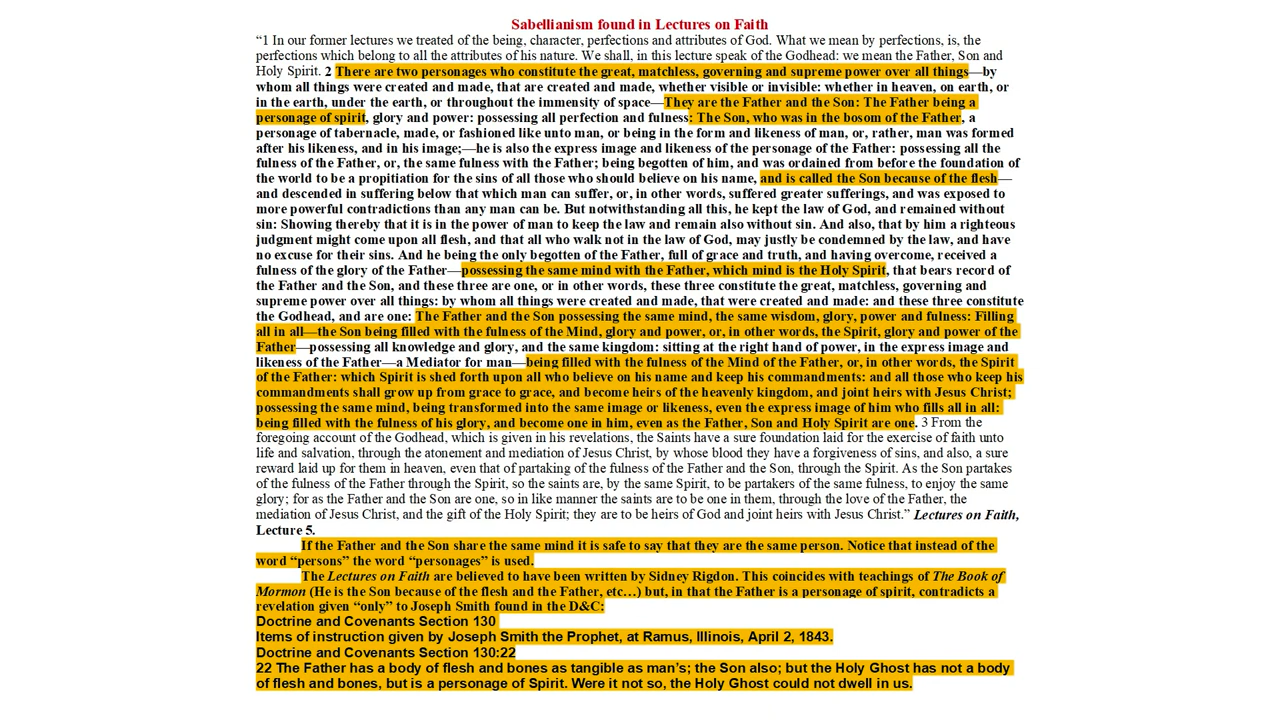 Sabellianism found in Lectures on Faith
“1 In our former lectures we treated of the being, character, perfections and attributes of God. What we mean by perfections, is, the
perfections which belong to all the attributes of his nature. We shall, in this lecture speak of the Godhead: we mean the Father, Son and
Holy Spirit. 2 There are two personages who constitute the great, matchless, governing and supreme power over all things—by
whom all things were created and made, that are created and made, whether visible or invisible: whether in heaven, on earth, or
in the earth, under the earth, or throughout the immensity of space—They are the Father and the Son: The Father being a
personage of spirit, glory and power: possessing all perfection and fulness: The Son, who was in the bosom of the Father, a
personage of tabernacle, made, or fashioned like unto man, or being in the form and likeness of man, or, rather, man was formed
after his likeness, and in his image;—he is also the express image and likeness of the personage of the Father: possessing all the
fulness of the Father, or, the same fulness with the Father; being begotten of him, and was ordained from before the foundation of
the world to be a propitiation for the sins of all those who should believe on his name, and is called the Son because of the flesh—
and descended in suffering below that which man can suffer, or, in other words, suffered greater sufferings, and was exposed to
more powerful contradictions than any man can be. But notwithstanding all this, he kept the law of God, and remained without
sin: Showing thereby that it is in the power of man to keep the law and remain also without sin. And also, that by him a righteous
judgment might come upon all flesh, and that all who walk not in the law of God, may justly be condemned by the law, and have
no excuse for their sins. And he being the only begotten of the Father, full of grace and truth, and having overcome, received a
fulness of the glory of the Father—possessing the same mind with the Father, which mind is the Holy Spirit, that bears record of
the Father and the Son, and these three are one, or in other words, these three constitute the great, matchless, governing and
supreme power over all things: by whom all things were created and made, that were created and made: and these three constitute
the Godhead, and are one: The Father and the Son possessing the same mind, the same wisdom, glory, power and fulness: Filling
all in all—the Son being filled with the fulness of the Mind, glory and power, or, in other words, the Spirit, glory and power of the
Father—possessing all knowledge and glory, and the same kingdom: sitting at the right hand of power, in the express image and
likeness of the Father—a Mediator for man—being filled with the fulness of the Mind of the Father, or, in other words, the Spirit
of the Father: which Spirit is shed forth upon all who believe on his name and keep his commandments: and all those who keep his
commandments shall grow up from grace to grace, and become heirs of the heavenly kingdom, and joint heirs with Jesus Christ;
possessing the same mind, being transformed into the same image or likeness, even the express image of him who fills all in all:
being filled with the fulness of his glory, and become one in him, even as the Father, Son and Holy Spirit are one. 3 From the
foregoing account of the Godhead, which is given in his revelations, the Saints have a sure foundation laid for the exercise of faith unto
life and salvation, through the atonement and mediation of Jesus Christ, by whose blood they have a forgiveness of sins, and also, a sure
reward laid up for them in heaven, even that of partaking of the fulness of the Father and the Son, through the Spirit. As the Son partakes
of the fulness of the Father through the Spirit, so the saints are, by the same Spirit, to be partakers of the same fulness, to enjoy the same
glory; for as the Father and the Son are one, so in like manner the saints are to be one in them, through the love of the Father, the
mediation of Jesus Christ, and the gift of the Holy Spirit; they are to be heirs of God and joint heirs with Jesus Christ.” Lectures on Faith,
Lecture 5.
If the Father and the Son share the same mind it is safe to say that they are the same person. Notice that instead of the
word “persons” the word “personages” is used.
The Lectures on Faith are believed to have been written by Sidney Rigdon. This coincides with teachings of The Book of
Mormon (He is the Son because of the flesh and the Father, etc…) but, in that the Father is a personage of spirit, contradicts a
revelation given “only” to Joseph Smith found in the D&C:
Doctrine and Covenants Section 130
Items of instruction given by Joseph Smith the Prophet, at Ramus, Illinois, April 2, 1843.
Doctrine and Covenants Section 130:22
22 The Father has a body of flesh and bones as tangible as man’s; the Son also; but the Holy Ghost has not a body
of flesh and bones, but is a personage of Spirit. Were it not so, the Holy Ghost could not dwell in us.